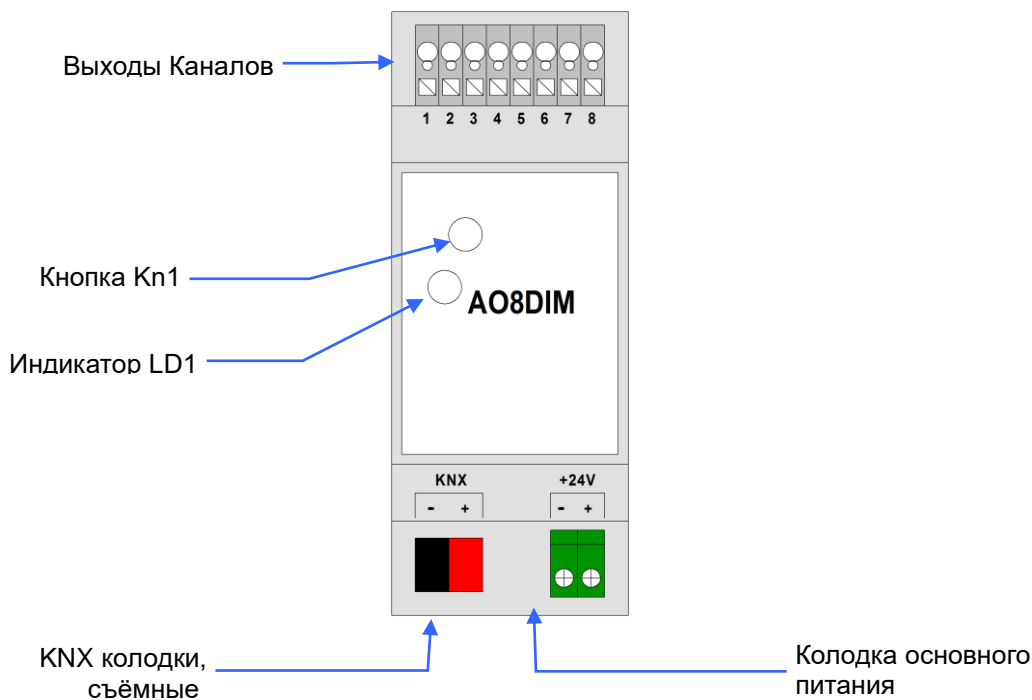 Выходы Каналов
1 2 3 4 5 6 7 8
Кнопка Kn1
AO8DIM
Индикатор LD1
KNX +24V
- + - +
KNX колодки,
съёмные
Колодка основного
питания